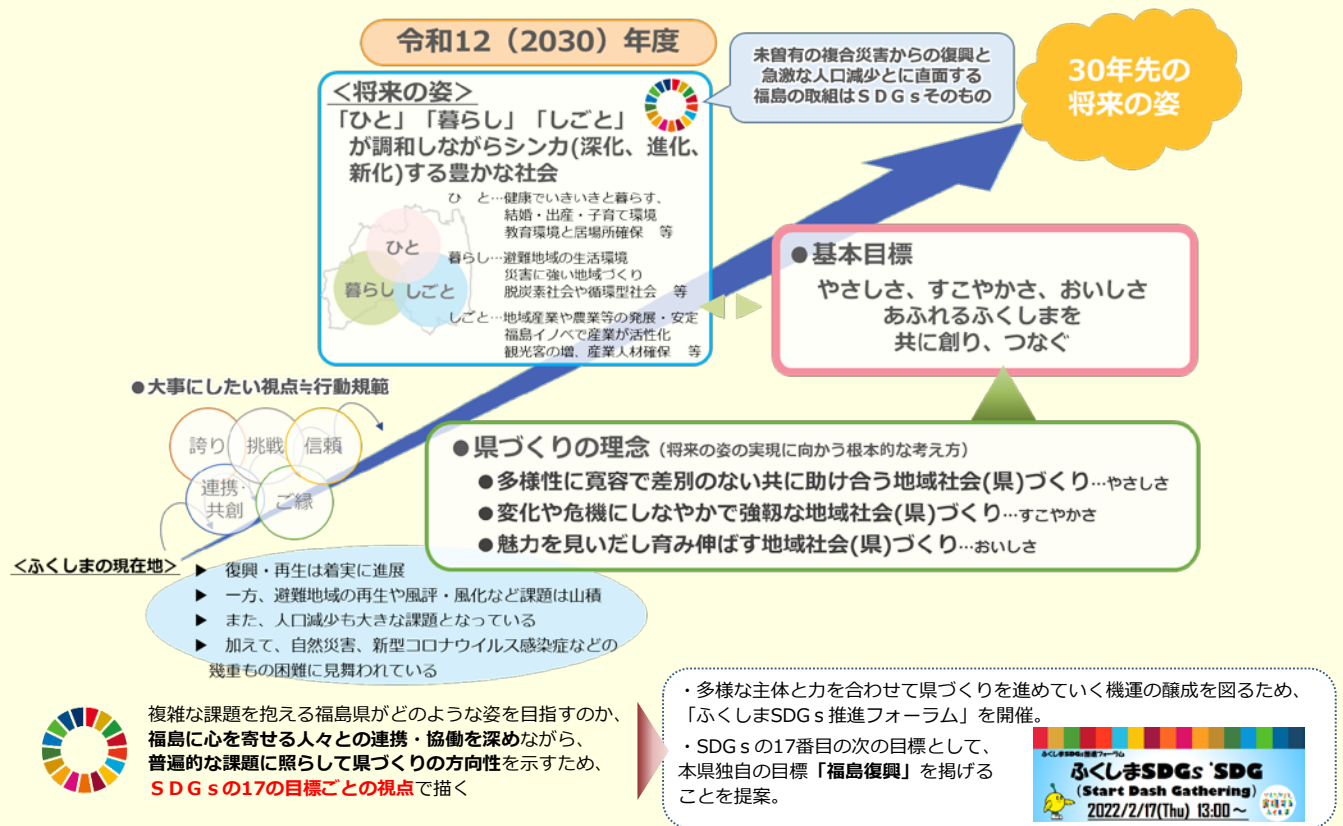 令和12（2030）年度
未曽有の複合災害からの復興と
急激な人口減少とに直面する
福島の取組はＳＤＧｓそのもの
30年先の
将来の姿
＜将来の姿＞
「ひと」「暮らし」「しごと」
が調和しながらシンカ(深化、進化、
新化)する豊かな社会
ひ　と…健康でいきいきと暮らす、
結婚・出産・子育て環境
教育環境と居場所確保　等
暮らし…避難地域の生活環境
災害に強い地域づくり
脱炭素社会や循環型社会　等
しごと…地域産業や農業等の発展・安定
福島イノベで産業が活性化
観光客の増、産業人材確保　等
ひと
暮らし
しごと
●基本目標
やさしさ、すこやかさ、おいしさ
あふれるふくしまを
共に創り、つなぐ
●大事にしたい視点≒行動規範
誇り
挑戦
信頼
連携・
共創
ご縁
●県づくりの理念（将来の姿の実現に向かう根本的な考え方）
●多様性に寛容で差別のない共に助け合う地域社会(県)づくり…やさしさ
●変化や危機にしなやかで強靱な地域社会(県)づくり…すこやかさ
●魅力を見いだし育み伸ばす地域社会(県)づくり…おいしさ
＜ふくしまの現在地＞
▶　復興・再生は着実に進展
▶　一方、避難地域の再生や風評・風化など課題は山積
▶　また、人口減少も大きな課題となっている
▶　加えて、自然災害、新型コロナウイルス感染症などの
幾重もの困難に見舞われている
複雑な課題を抱える福島県がどのような姿を目指すのか、
福島に心を寄せる人々との連携・協働を深めながら、
普遍的な課題に照らして県づくりの方向性を示すため、
ＳＤＧｓの17の目標ごとの視点で描く
・多様な主体と力を合わせて県づくりを進めていく機運の醸成を図るため、
「ふくしまSDGｓ推進フォーラム」を開催。
・SDGｓの17番目の次の目標として、
本県独自の目標「福島復興」を掲げる
ことを提案。
ふくしまSDGs推進フォーラム
ふくしまSDGs 'SDG
(Start Dash Gathering)
2022/2/17(Thu) 13:00～